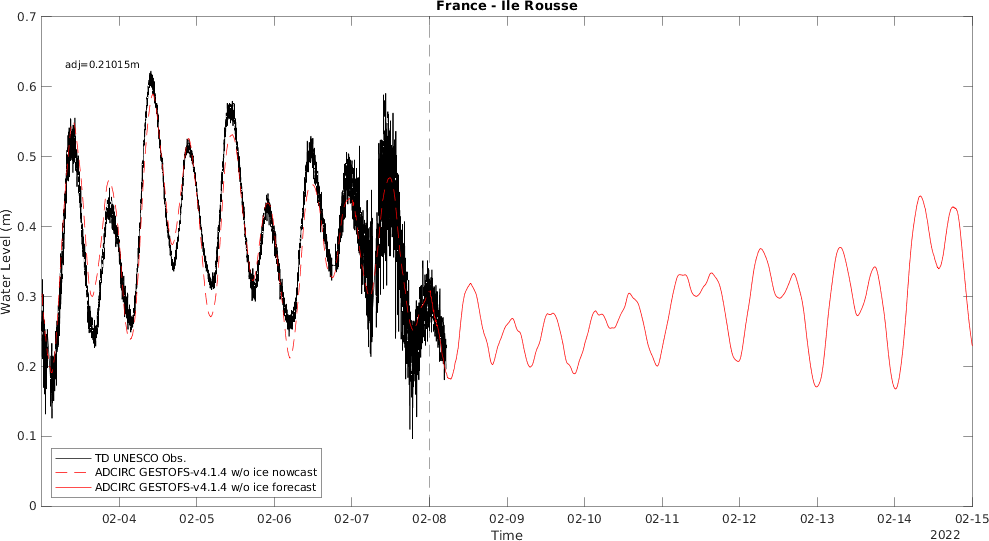 France - Ile Rousse
adj=0.21015m
Water Level (m)
0.7
0.6
0.5
0.4
0.3
0.2
0.1
0
TD UNESCO Obs.
ADCIRC GESTOFS-v4.1.4 w/o ice nowcast
ADCIRC GESTOFS-v4.1.4 w/o ice forecast
02-04 02-05 02-06 02-07 02-08 02-09 02-10 02-11 02-12 02-13 02-14 02-15
Time
2022